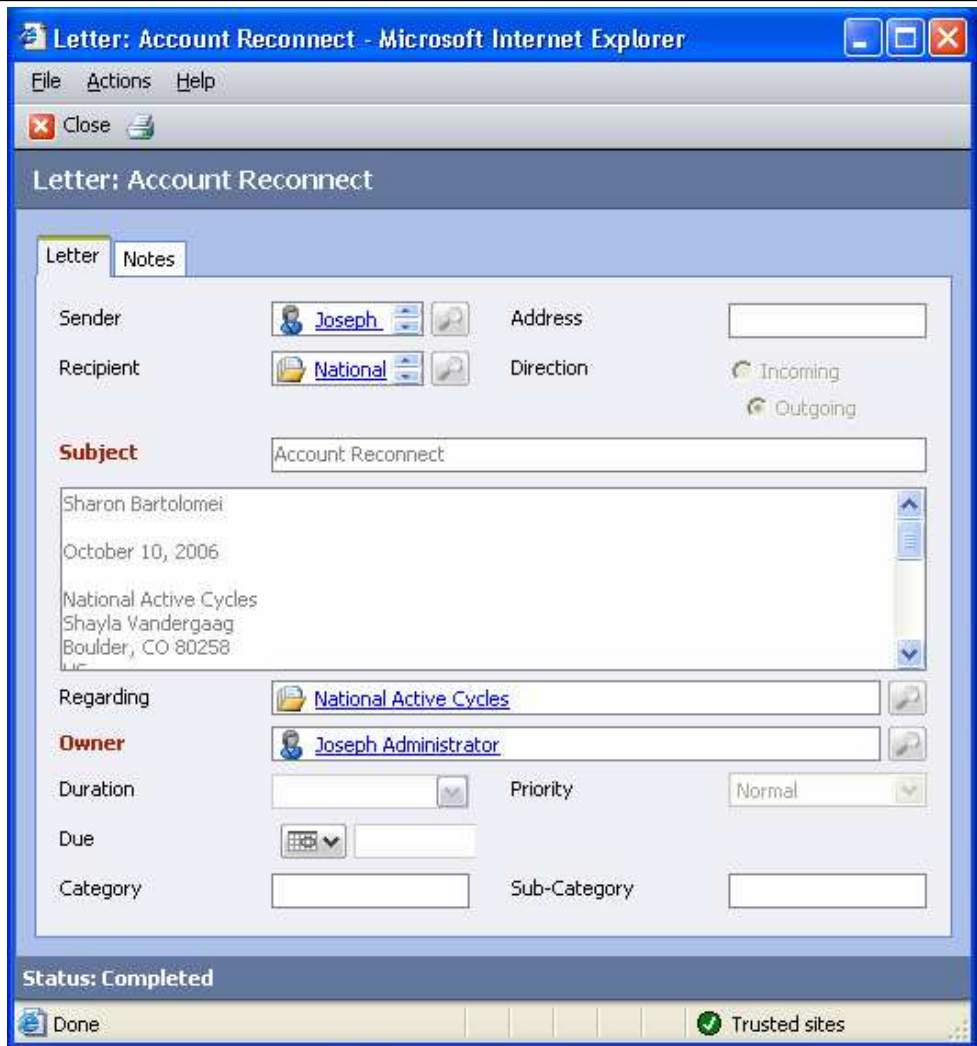 Letter: Account Reconnect - Microsoft Internet Explorer
File Actions Help
Close
Letter: Account Reconnect
Letter Notes
Sender Joseph Address
Recipient National Direction Incoming
Outgoing
Subject Account Reconnect
Sharon Bartolomei
October 10, 2006
National Active Cycles
Shayla Vandergaag
Boulder, CO 80258
Regarding National Active Cycles
Owner Joseph Administrator
Duration Priority Normal
Due
Category Sub-Category
Status: Completed
Done Trusted sites